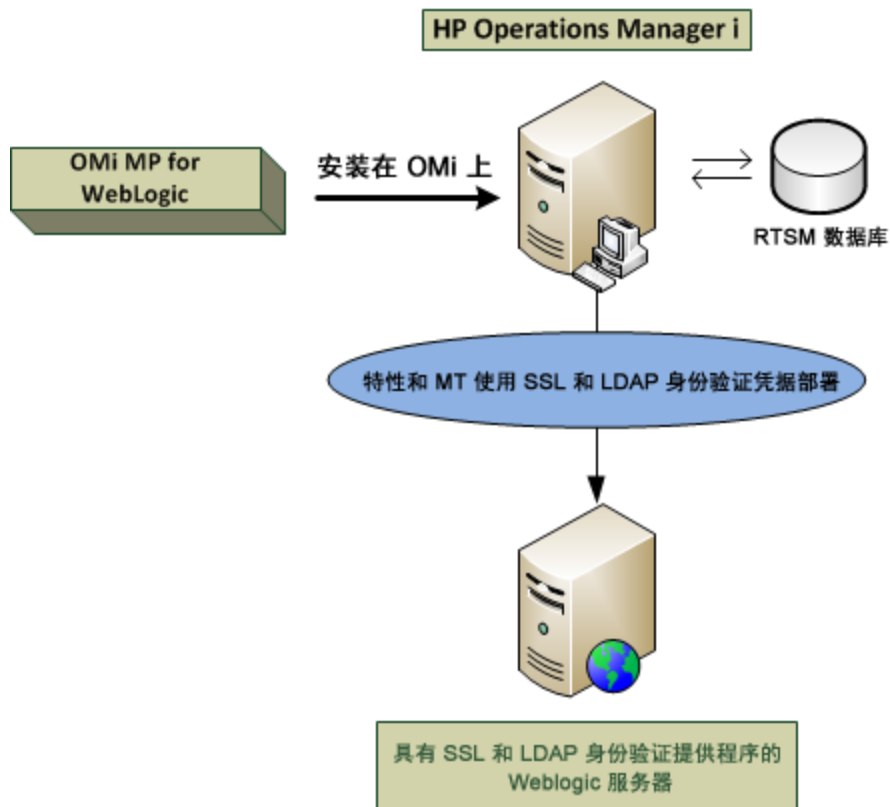 HP Operations Manager i
OMi MP for
WebLogic
安装在 OMi 上
RTSM 数据库
特性和 MT 使用 SSL 和 LDAP 身份验证凭据部署
具有 SSL 和 LDAP 身份验证提供程序的
Weblogic 服务器